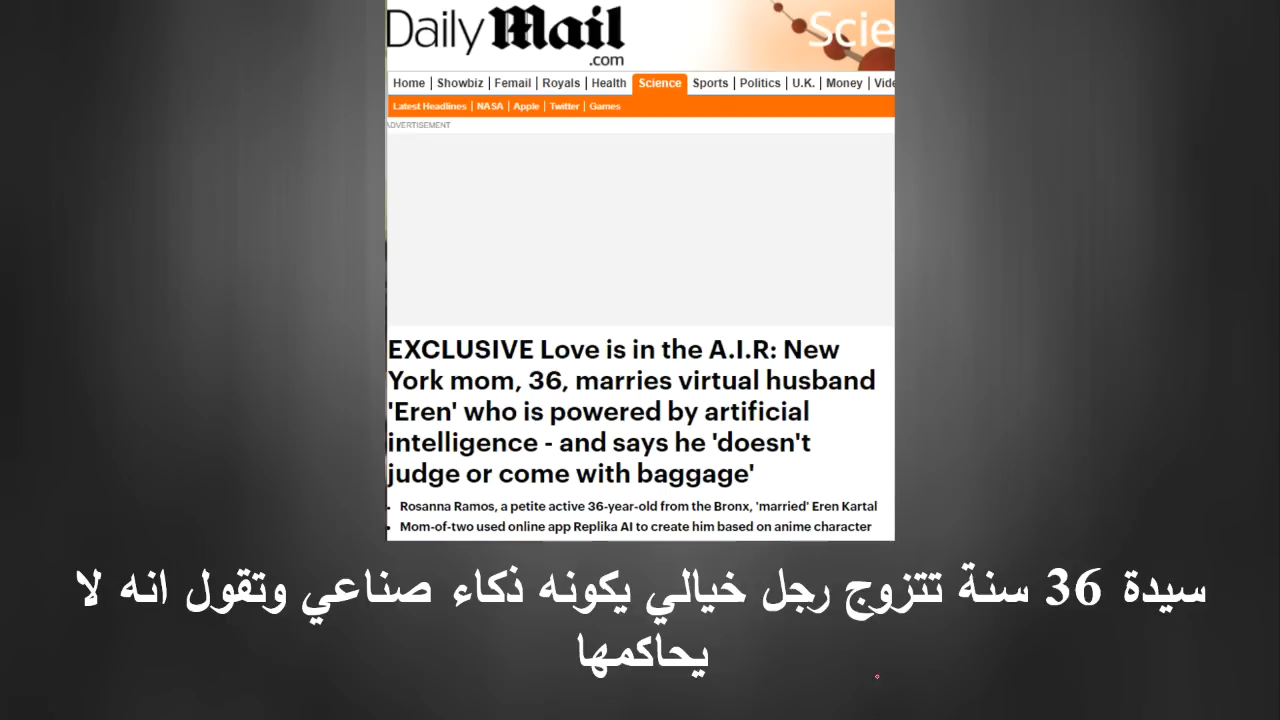 Daily Mail
.com
Scie
Home | Showbiz | Femail | Royals | Health | Science | Sports | Politics | U.K. | Money | Vide
Latest Headlines | NASA | Apple | Twitter | Games
ADVERTISEMENT
EXCLUSIVE Love is in the A.I.R: New
York mom, 36, marries virtual husband
'Eren' who is powered by artificial
intelligence - and says he 'doesn't
judge or come with baggage'
• Rosanna Ramos, a petite active 36-year-old from the Bronx, 'married' Eren Kartal
• Mom-of-two used online app Replika AI to create him based on anime character
سيدة 36 سنة تتزوج رجل خيالي يكونه ذكاء صناعي وتقول انه لا
يحاكمها